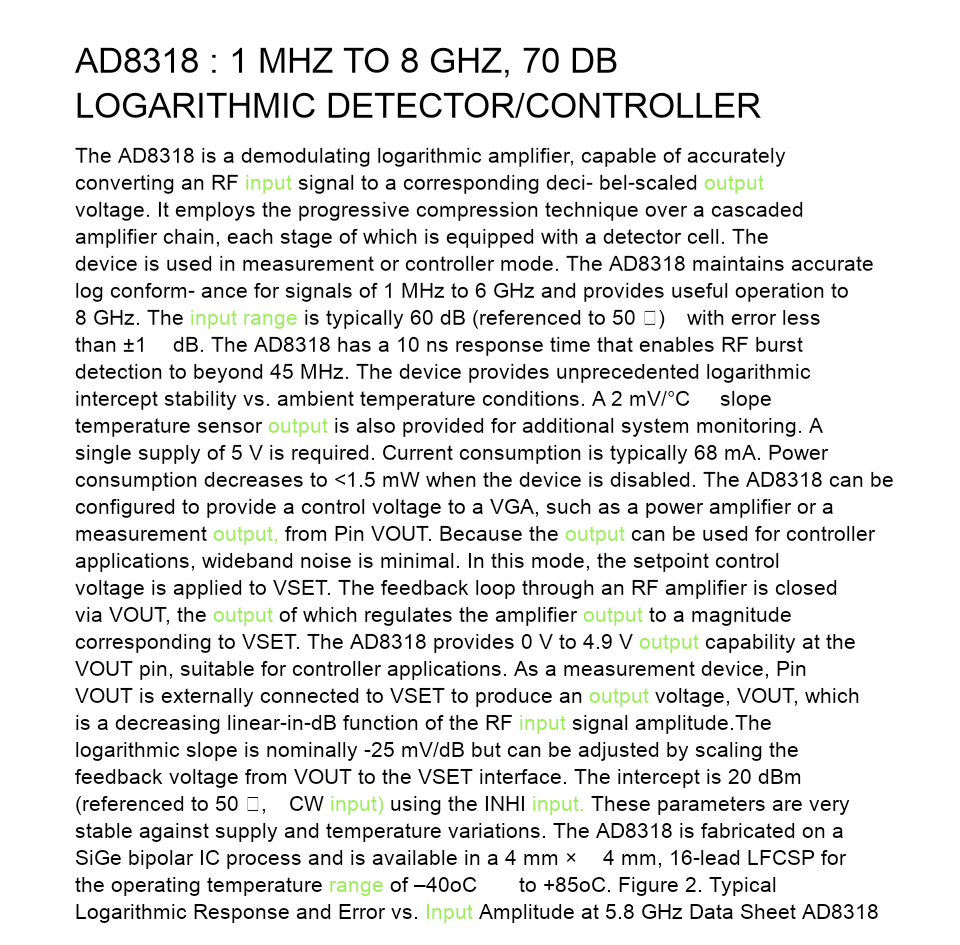 AD8318 : 1 MHZ TO 8 GHZ, 70 DB
LOGARITHMIC DETECTOR/CONTROLLER
The AD8318 is a demodulating logarithmic amplifier, capable of accurately
converting an RF input signal to a corresponding deci- bel-scaled output
voltage. It employs the progressive compression technique over a cascaded
amplifier chain, each stage of which is equipped with a detector cell. The
device is used in measurement or controller mode. The AD8318 maintains accurate
log conform- ance for signals of 1 MHz to 6 GHz and provides useful operation to
8 GHz. The input range is typically 60 dB (referenced to 50 □) with error less
than ±1 dB. The AD8318 has a 10 ns response time that enables RF burst
detection to beyond 45 MHz. The device provides unprecedented logarithmic
intercept stability vs. ambient temperature conditions. A 2 mV/°C slope
temperature sensor output is also provided for additional system monitoring. A
single supply of 5 V is required. Current consumption is typically 68 mA. Power
consumption decreases to <1.5 mW when the device is disabled. The AD8318 can be
configured to provide a control voltage to a VGA, such as a power amplifier or a
measurement output, from Pin VOUT. Because the output can be used for controller
applications, wideband noise is minimal. In this mode, the setpoint control
voltage is applied to VSET. The feedback loop through an RF amplifier is closed
via VOUT, the output of which regulates the amplifier output to a magnitude
corresponding to VSET. The AD8318 provides 0 V to 4.9 V output capability at the
VOUT pin, suitable for controller applications. As a measurement device, Pin
VOUT is externally connected to VSET to produce an output voltage, VOUT, which
is a decreasing linear-in-dB function of the RF input signal amplitude.The
logarithmic slope is nominally -25 mV/dB but can be adjusted by scaling the
feedback voltage from VOUT to the VSET interface. The intercept is 20 dBm
(referenced to 50 □, CW input) using the INHI input. These parameters are very
stable against supply and temperature variations. The AD8318 is fabricated on a
SiGe bipolar IC process and is available in a 4 mm × 4 mm, 16-lead LFCSP for
the operating temperature range of –40oC to +85oC. Figure 2. Typical
Logarithmic Response and Error vs. Input Amplitude at 5.8 GHz Data Sheet AD8318